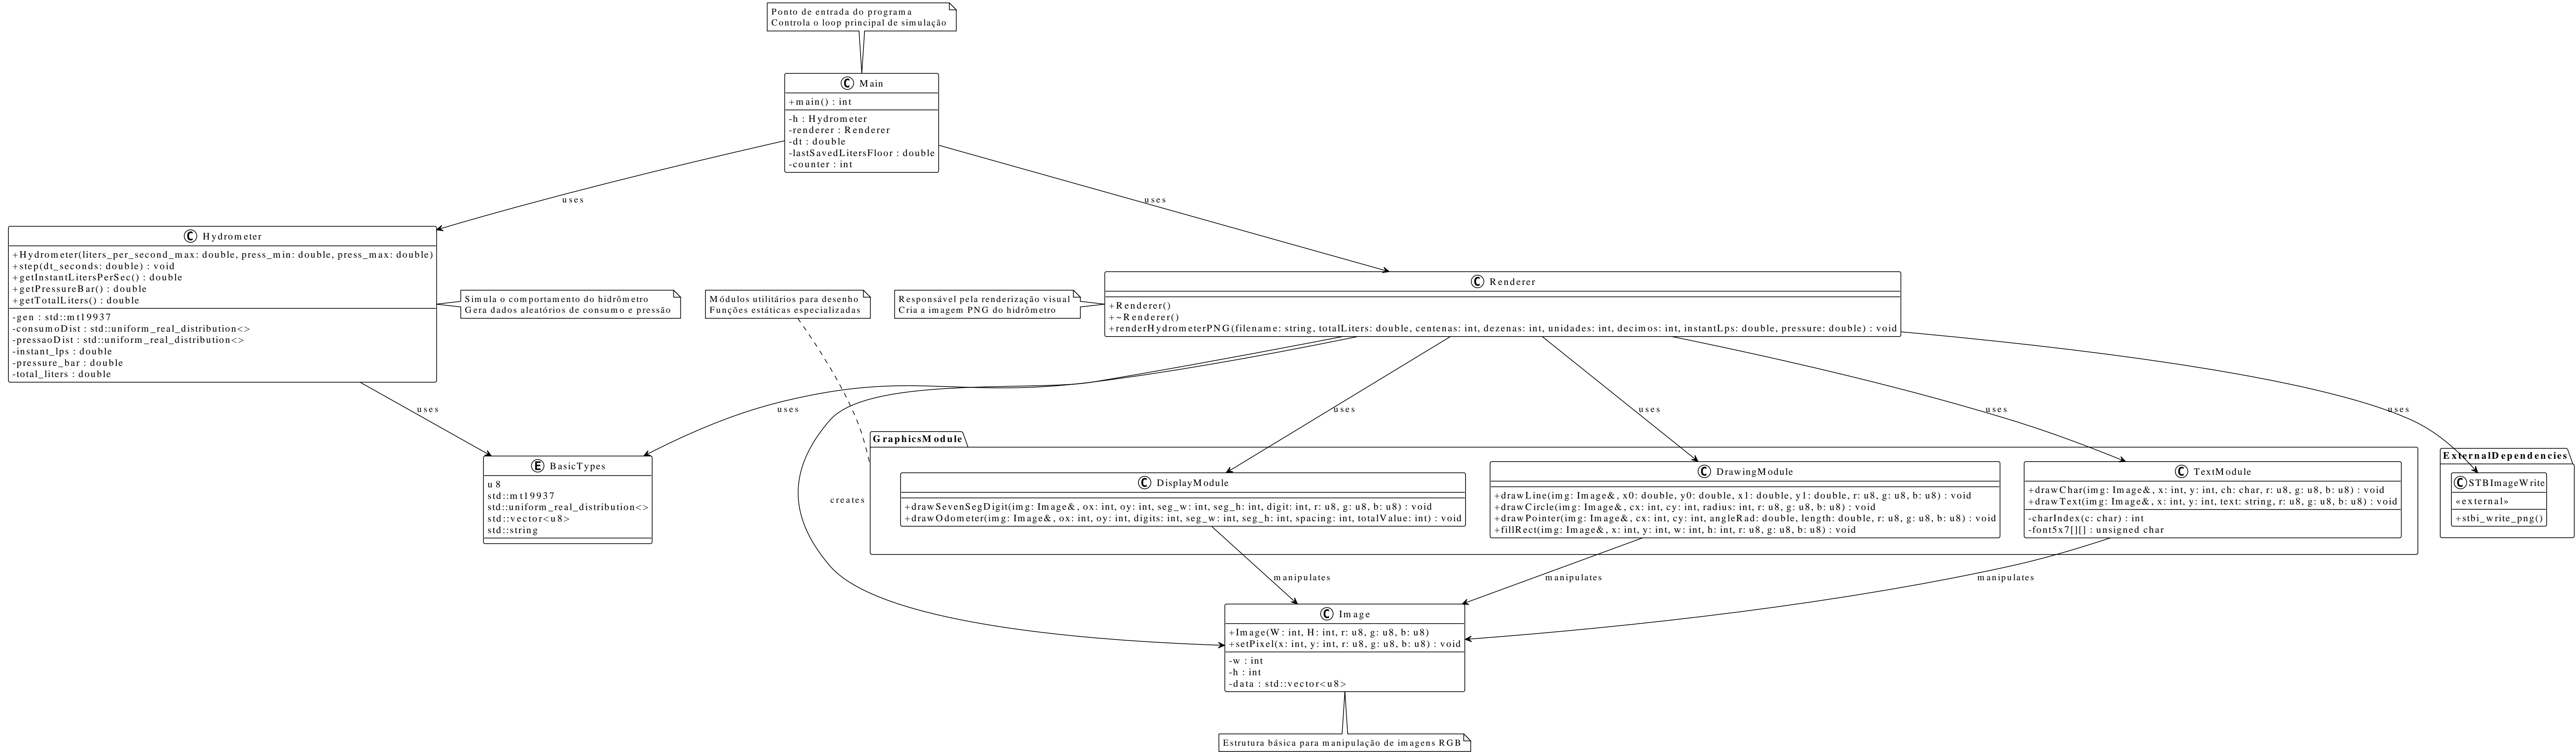 Ponto de entrada do programa
Controla o loop principal de simulação
C Main
+main() : int
-h : Hydrometer
-renderer : Renderer
-dt : double
-lastSavedLitersFloor : double
-counter : int
uses
uses
C Hydrometer
+Hydrometer(liters_per_second_max: double, press_min: double, press_max: double)
+step(dt_seconds: double) : void
+getInstantLitersPerSec() : double
+getPressureBar() : double
+getTotalLiters() : double
-gen : std::mt19937
-consumoDist : std::uniform_real_distribution<>
-pressaoDist : std::uniform_real_distribution<>
-instant_lps : double
-pressure_bar : double
-total_liters : double
Simula o comportamento do hidrômetro
Gera dados aleatórios de consumo e pressão
Módulos utilitários para desenho
Funções estáticas especializadas
Responsável pela renderização visual
Cria a imagem PNG do hidrômetro
C Renderer
+Renderer()
+~Renderer()
+renderHydrometerPNG(filename: string, totalLiters: double, centenas: int, dezenas: int, unidades: int, decimos: int, instantLps: double, pressure: double) : void
uses
uses
uses
uses
uses
uses
E BasicTypes
u8
std::mt19937
std::uniform_real_distribution<>
std::vector<u8>
std::string
creates
GraphicsModule
C DisplayModule
+drawSevenSegDigit(img: Image&, ox: int, oy: int, seg_w: int, seg_h: int, digit: int, r: u8, g: u8, b: u8) : void
+drawOdometer(img: Image&, ox: int, oy: int, digits: int, seg_w: int, seg_h: int, spacing: int, totalValue: int) : void
C DrawingModule
+drawLine(img: Image&, x0: double, y0: double, x1: double, y1: double, r: u8, g: u8, b: u8) : void
+drawCircle(img: Image&, cx: int, cy: int, radius: int, r: u8, g: u8, b: u8) : void
+drawPointer(img: Image&, cx: int, cy: int, angleRad: double, length: double, r: u8, g: u8, b: u8) : void
+fillRect(img: Image&, x: int, y: int, w: int, h: int, r: u8, g: u8, b: u8) : void
C TextModule
+drawChar(img: Image&, x: int, y: int, ch: char, r: u8, g: u8, b: u8) : void
+drawText(img: Image&, x: int, y: int, text: string, r: u8, g: u8, b: u8) : void
-charIndex(c: char) : int
-font5x7[][] : unsigned char
ExternalDependencies
C STBImageWrite
«external»
+stbi_write_png()
manipulates
manipulates
manipulates
C Image
+Image(W: int, H: int, r: u8, g: u8, b: u8)
+setPixel(x: int, y: int, r: u8, g: u8, b: u8) : void
-w : int
-h : int
-data : std::vector<u8>
Estrutura básica para manipulação de imagens RGB